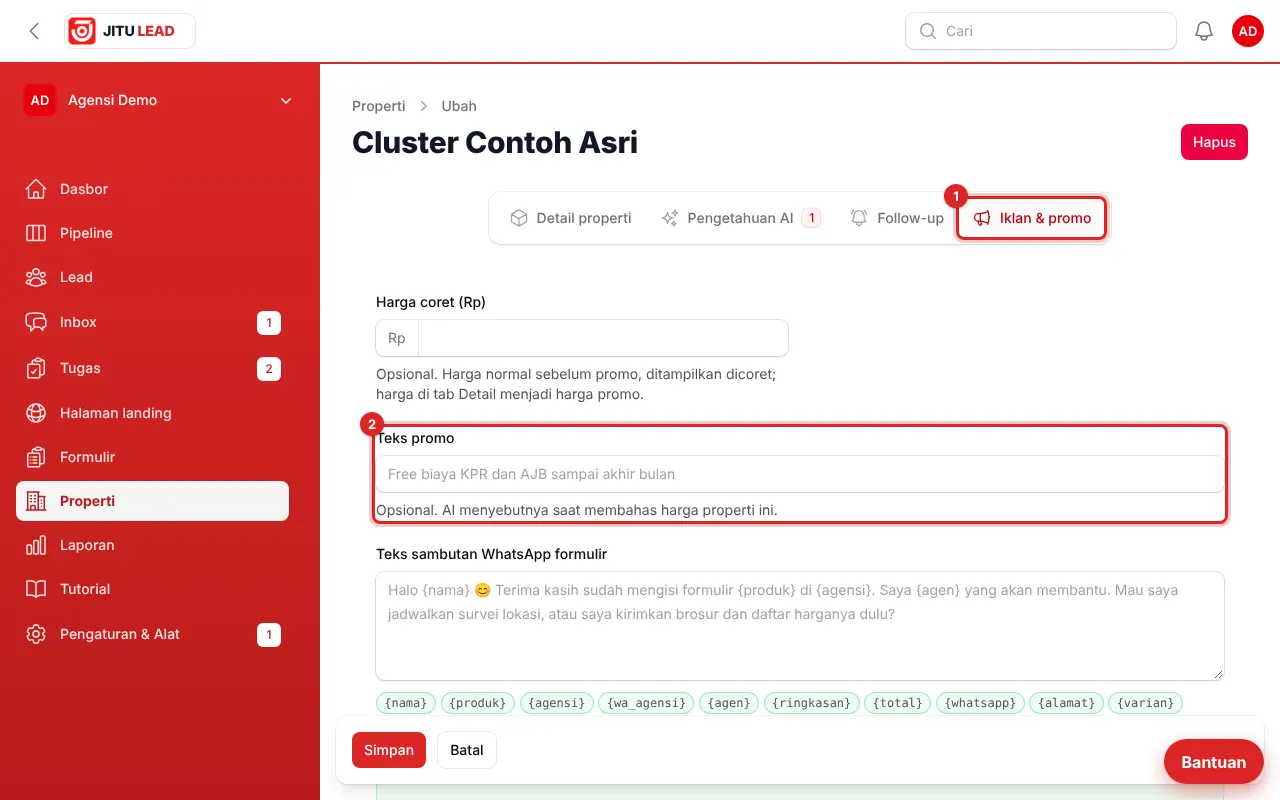 JITU LEAD
Cari
AD
AD
Agensi Demo
Dasbor
Pipeline
Lead
Inbox
1
Tugas
2
Halaman landing
Formulir
Properti
Laporan
Tutorial
Pengaturan & Alat
1
Properti
Ubah
Cluster Contoh Asri
Hapus
Detail properti
Pengetahuan AI
1
Follow-up
1
Iklan & promo
Harga coret (Rp)
Rp
Opsional. Harga normal sebelum promo, ditampilkan dicoret;
harga di tab Detail menjadi harga promo.
2
Teks promo
Free biaya KPR dan AJB sampai akhir bulan
Opsional. AI menyebutnya saat membahas harga properti ini.
Teks sambutan WhatsApp formulir
Halo {nama} 😊 Terima kasih sudah mengisi formulir {produk} di {agensi}. Saya {agen} yang akan membantu. Mau saya
jadwalkan survei lokasi, atau saya kirimkan brosur dan daftar harganya dulu?
{nama} {produk} {agensi} {wa_agensi} {agen} {ringkasan} {total} {whatsapp} {alamat} {varian}
Simpan
Batal
Bantuan